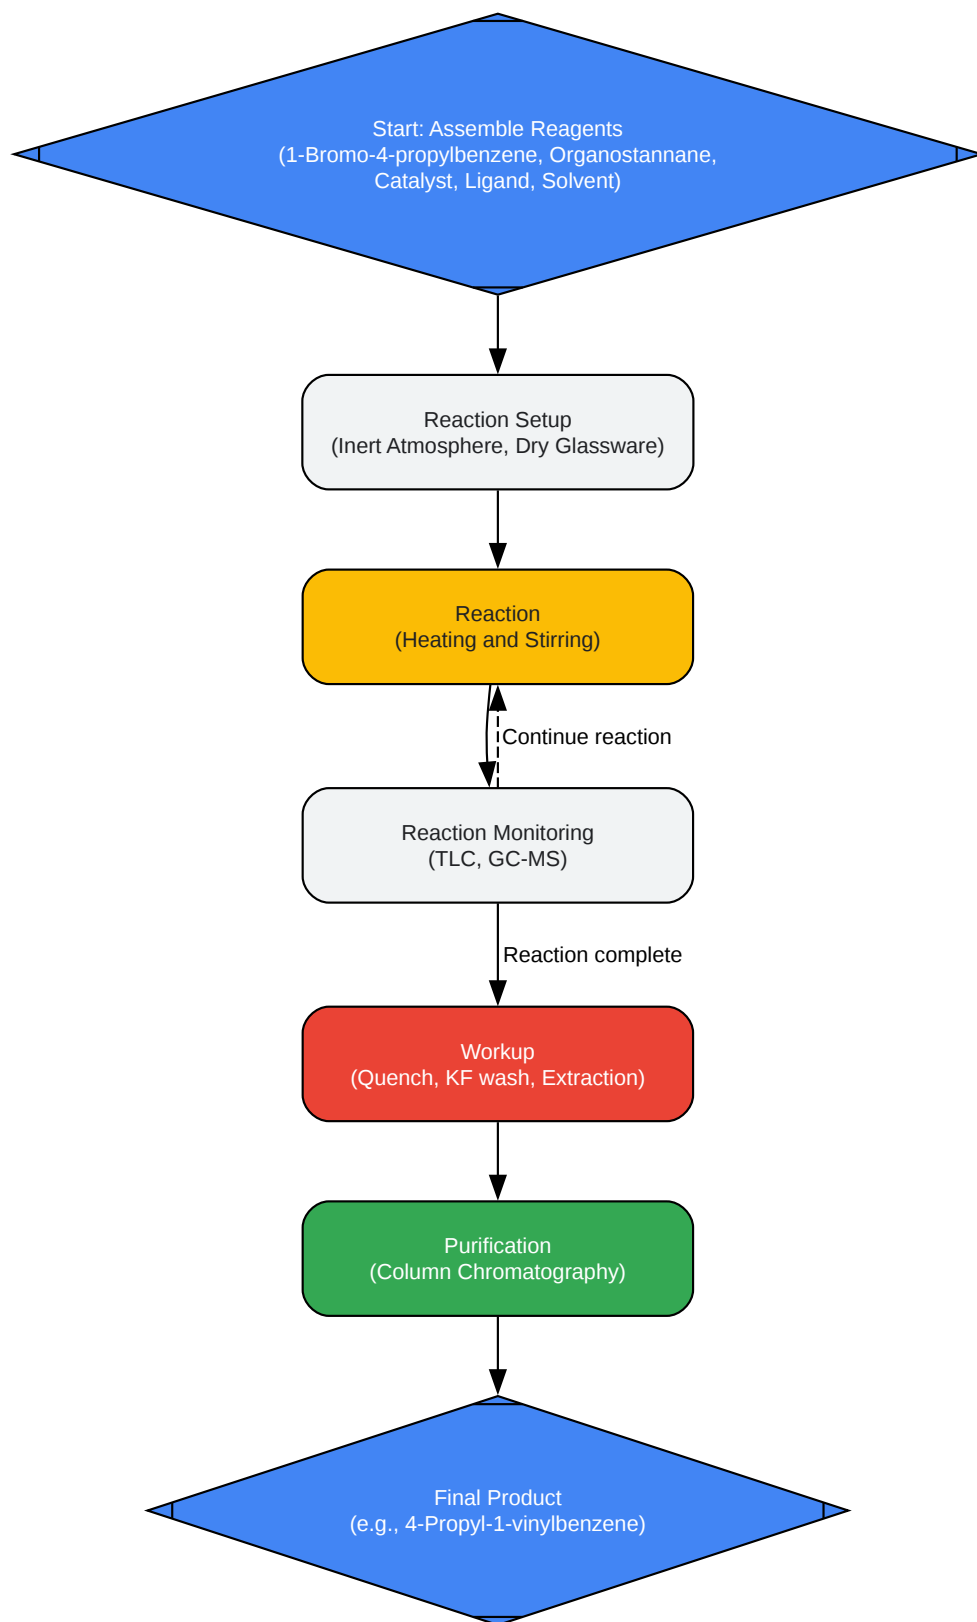 Start: Assemble Reagents
(1-Bromo-4-propylbenzene, Organostannane,
Catalyst, Ligand, Solvent)
Reaction Setup
(Inert Atmosphere, Dry Glassware)
Reaction
(Heating and Stirring)
Continue reaction
Reaction Monitoring
(TLC, GC-MS)
Reaction complete
Workup
(Quench, KF wash, Extraction)
Purification
(Column Chromatography)
Final Product
(e.g., 4-Propyl-1-vinylbenzene)